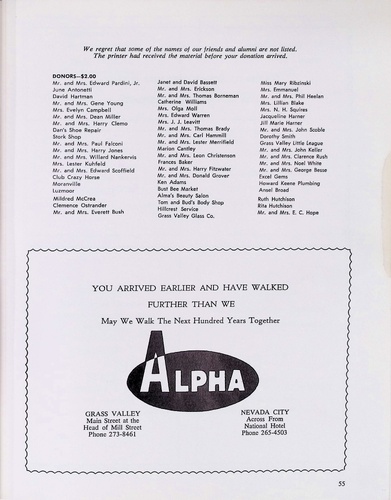 We regret that some of the names of our friends and alumni are not listed.
The printer had received the material before your donation arrived.
DONORS—$2.00
Mr. and Mrs. Edward Pardini, Jr.
June Antonetti
David Hartman
Mr. and Mrs. Gene Young
Mrs. Evelyn Campbell
Mr. and Mrs. Dean Miller
Mr. and Mrs. Harry Clemo
Dan's Shoe Repair
Stork Shop
Mr. and Mrs. Paul Falconi
Mr. and Mrs. Harry Jones
Mr. and Mrs. Willard Nankervis
Mrs. Lester Kuhfeld
Mr. and Mrs. Edward Scoffield
Club Crazy Horse
Moranville
Luzmoor
Mildred McCrea
Clemence Ostrander
Mr. and Mrs. Everett Bush
Janet and David Bassett
Mr. and Mrs. Erickson
Mr. and Mrs. Thomas Borneman
Catherine Williams
Mrs. Olga Moll
Mrs. Edward Warren
Mrs. J. J. Leavitt
Mr. and Mrs. Thomas Brady
Mr. and Mrs. Carl Hammill
Mr. and Mrs. Lester Merrifield
Marion Cantley
Mr. and Mrs. Leon Christenson
Frances Baker
Mr. and Mrs. Harry Fitzwater
Mr. and Mrs. Donald Grover
Ken Adams
Bust Bee Market
Alma's Beauty Salon
Tom and Bud's Body Shop
Hillcrest Service
Grass Valley Glass Co.
Miss Mary Ribzinski
Mrs. Emmanuel
Mr. and Mrs. Phil Heelan
Mrs. Lillian Blake
Mrs. N. H. Squires
Jacqueline Harner
Jill Marie Harner
Mr. and Mrs. John Scoble
Dorothy Smith
Grass Valley Little League
Mr. and Mrs. John Keller
Mr. and Mrs. Clarence Rush
Mr. and Mrs. Noel White
Mr. and Mrs. George Besse
Excel Gems
Howard Keene Plumbing
Ansel Broad
Ruth Hutchison
Rita Hutchison
Mr. and Mrs. E. C. Hope
YOU ARRIVED EARLIER AND HAVE WALKED
FURTHER THAN WE
May We Walk The Next Hundred Years Together
ALPHA
GRASS VALLEY
Main Street at the
Head of Mill Street
Phone 273-8461
NEVADA CITY
Across From
National Hotel
Phone 265-4503
55